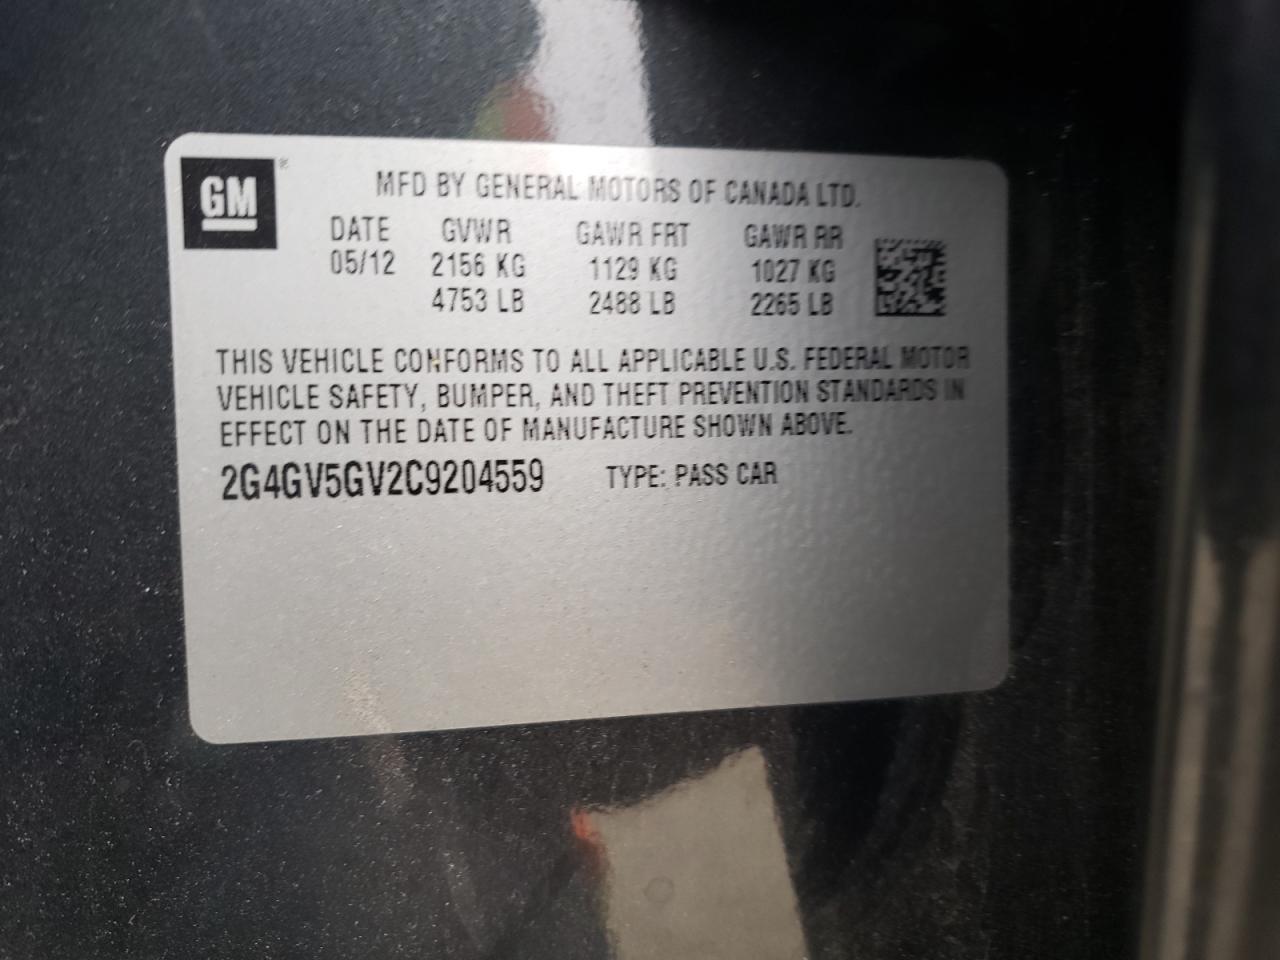 GM
MFD BY GENERAL MOTORS OF CANADA LTD.
DATE GVWR GAWR FRT GAWR RR
05/12 2156 KG 1129 KG 1027 KG
4753 LB 2488 LB 2265 LB
THIS VEHICLE CONFORMS TO ALL APPLICABLE U.S. FEDERAL MOTOR
VEHICLE SAFETY, BUMPER, AND THEFT PREVENTION STANDARDS IN
EFFECT ON THE DATE OF MANUFACTURE SHOWN ABOVE.
2G4GV5GV2C9204559 TYPE: PASS CAR